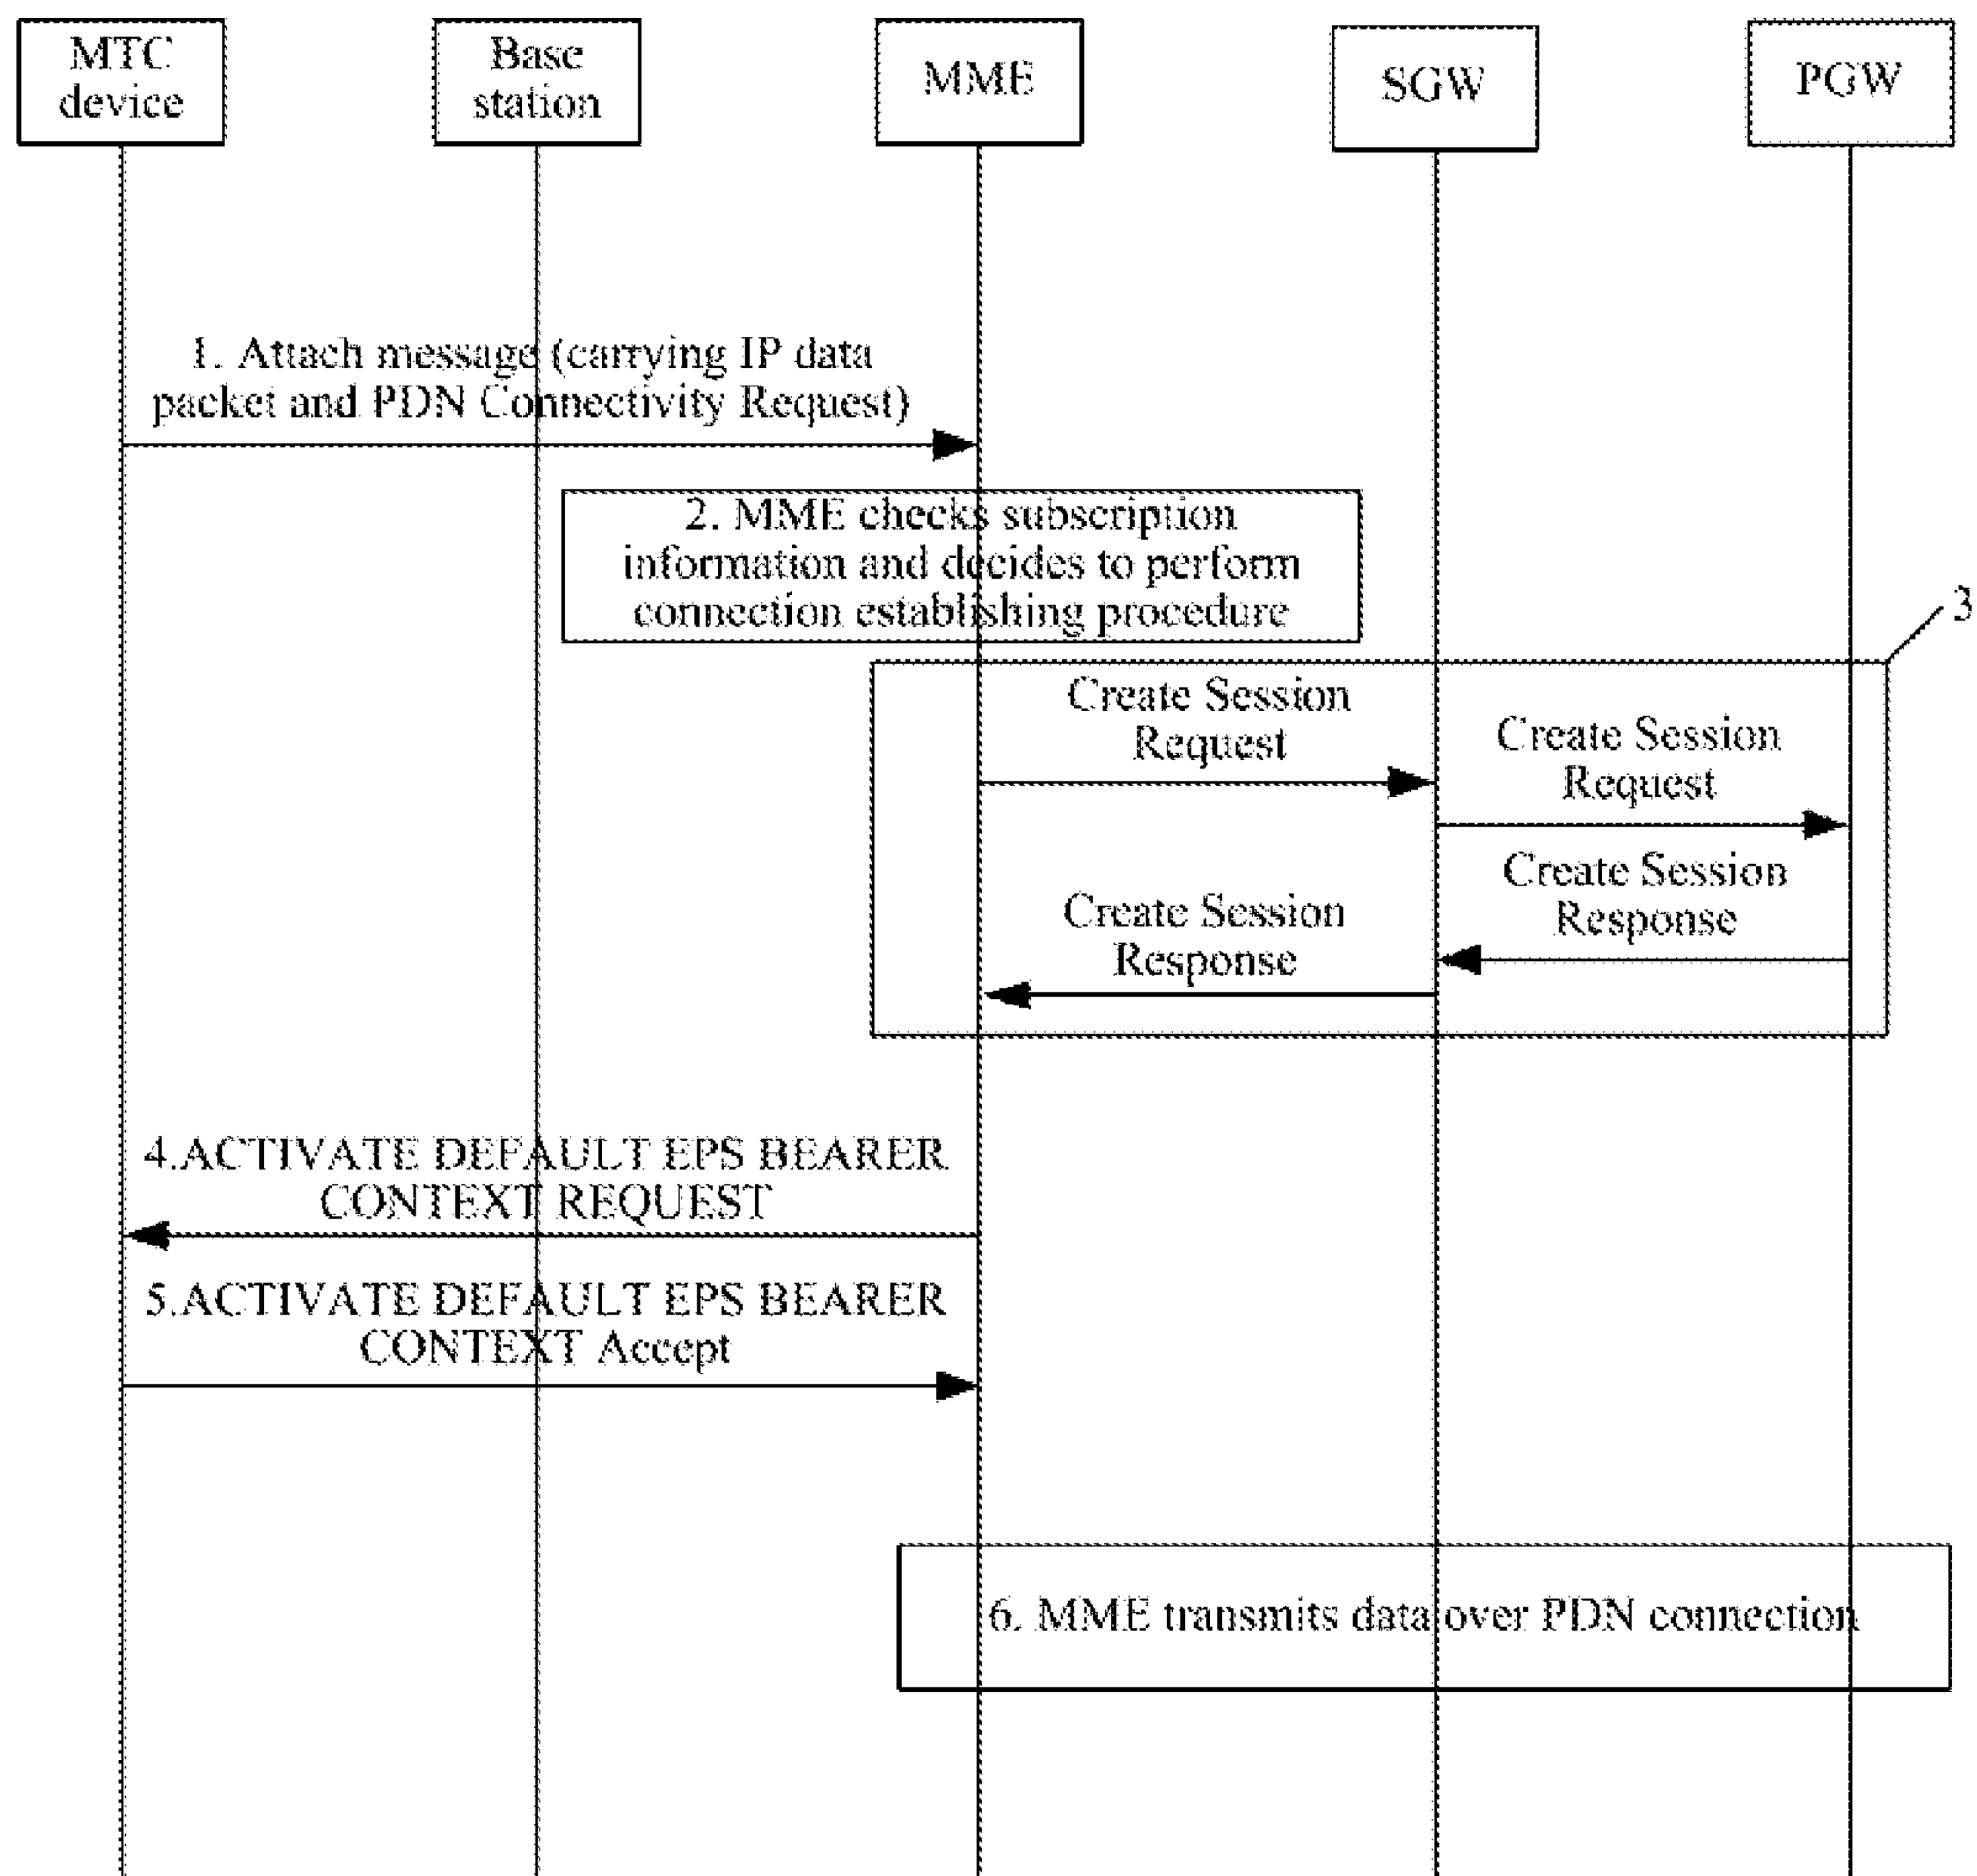 MTC
device
Base
station
MME
SGW
PGW
1. Attach message (carrying IP data
packet and PDN Connectivity Request)
2. MME checks subscription
information and decides to perform
connection establishing procedure
3
Create Session
Request
Create Session
Request
Create Session
Response
Create Session
Response
4.ACTIVATE DEFAULT EPS BEARER
CONTEXT REQUEST
5.ACTIVATE DEFAULT EPS BEARER
CONTEXT Accept
6. MME transmits data over PDN connection